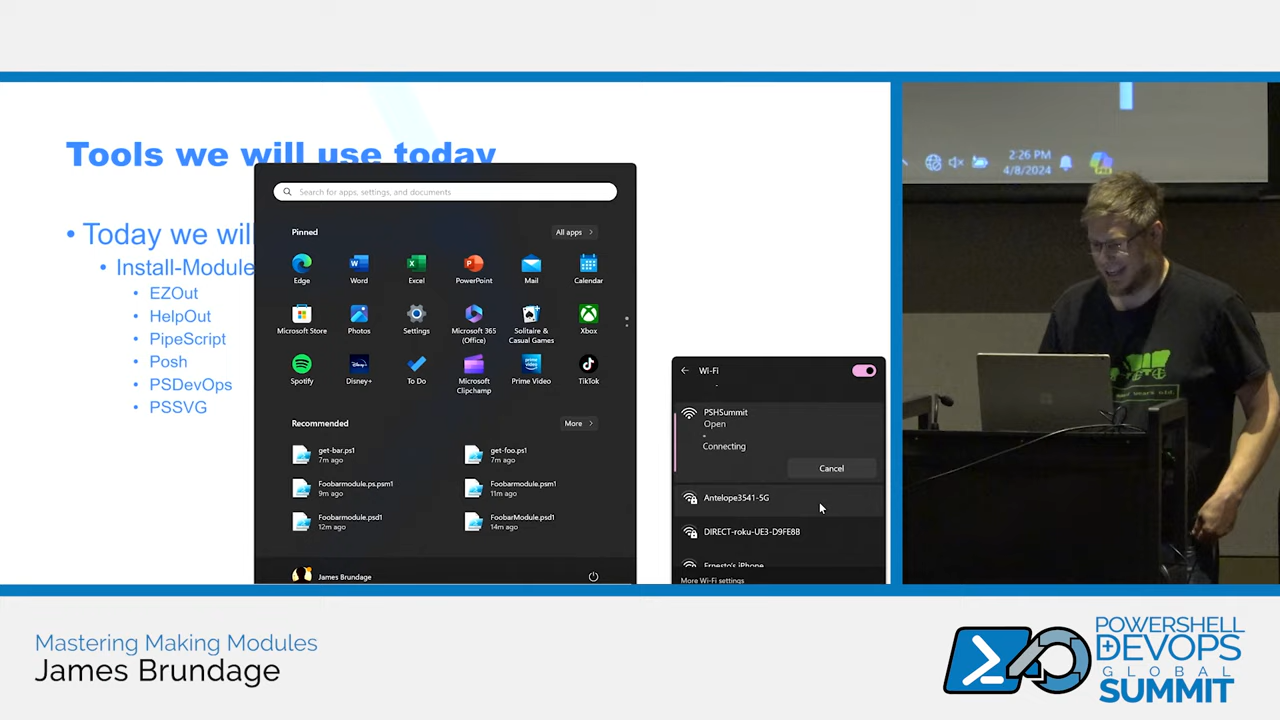 Tools we will use today
• Today we will
• Install-Module
• EZOut
• HelpOut
• PipeScript
• Posh
• PSDevOps
• PSSVG
Search for apps, settings, and documents
Pinned
All apps
Edge
Word
Excel
PowerPoint
Mail
Calendar
Microsoft Store
Photos
Settings
Microsoft 365
(Office)
Solitaire &
Casual Games
Xbox
Spotify
Disney+
To Do
Microsoft
Clipchamp
Prime Video
TikTok
Recommended
More
get-bar.ps1
7m ago
get-foo.ps1
7m ago
Foobarmodule.ps.psm1
9m ago
Foobarmodule.psm1
11m ago
Foobarmodule.psd1
12m ago
FoobarModule.psd1
14m ago
James Brundage
Wi-Fi
PSHSummit
Open
Connecting
Cancel
Antelope3541-5G
DIRECT-roku-UE3-D9FE8B
Ernesto's iPhone
More Wi-Fi settings
2:26 PM
4/8/2024
Mastering Making Modules
James Brundage
POWERSHELL
DEVOPS
GLOBAL
SUMMIT